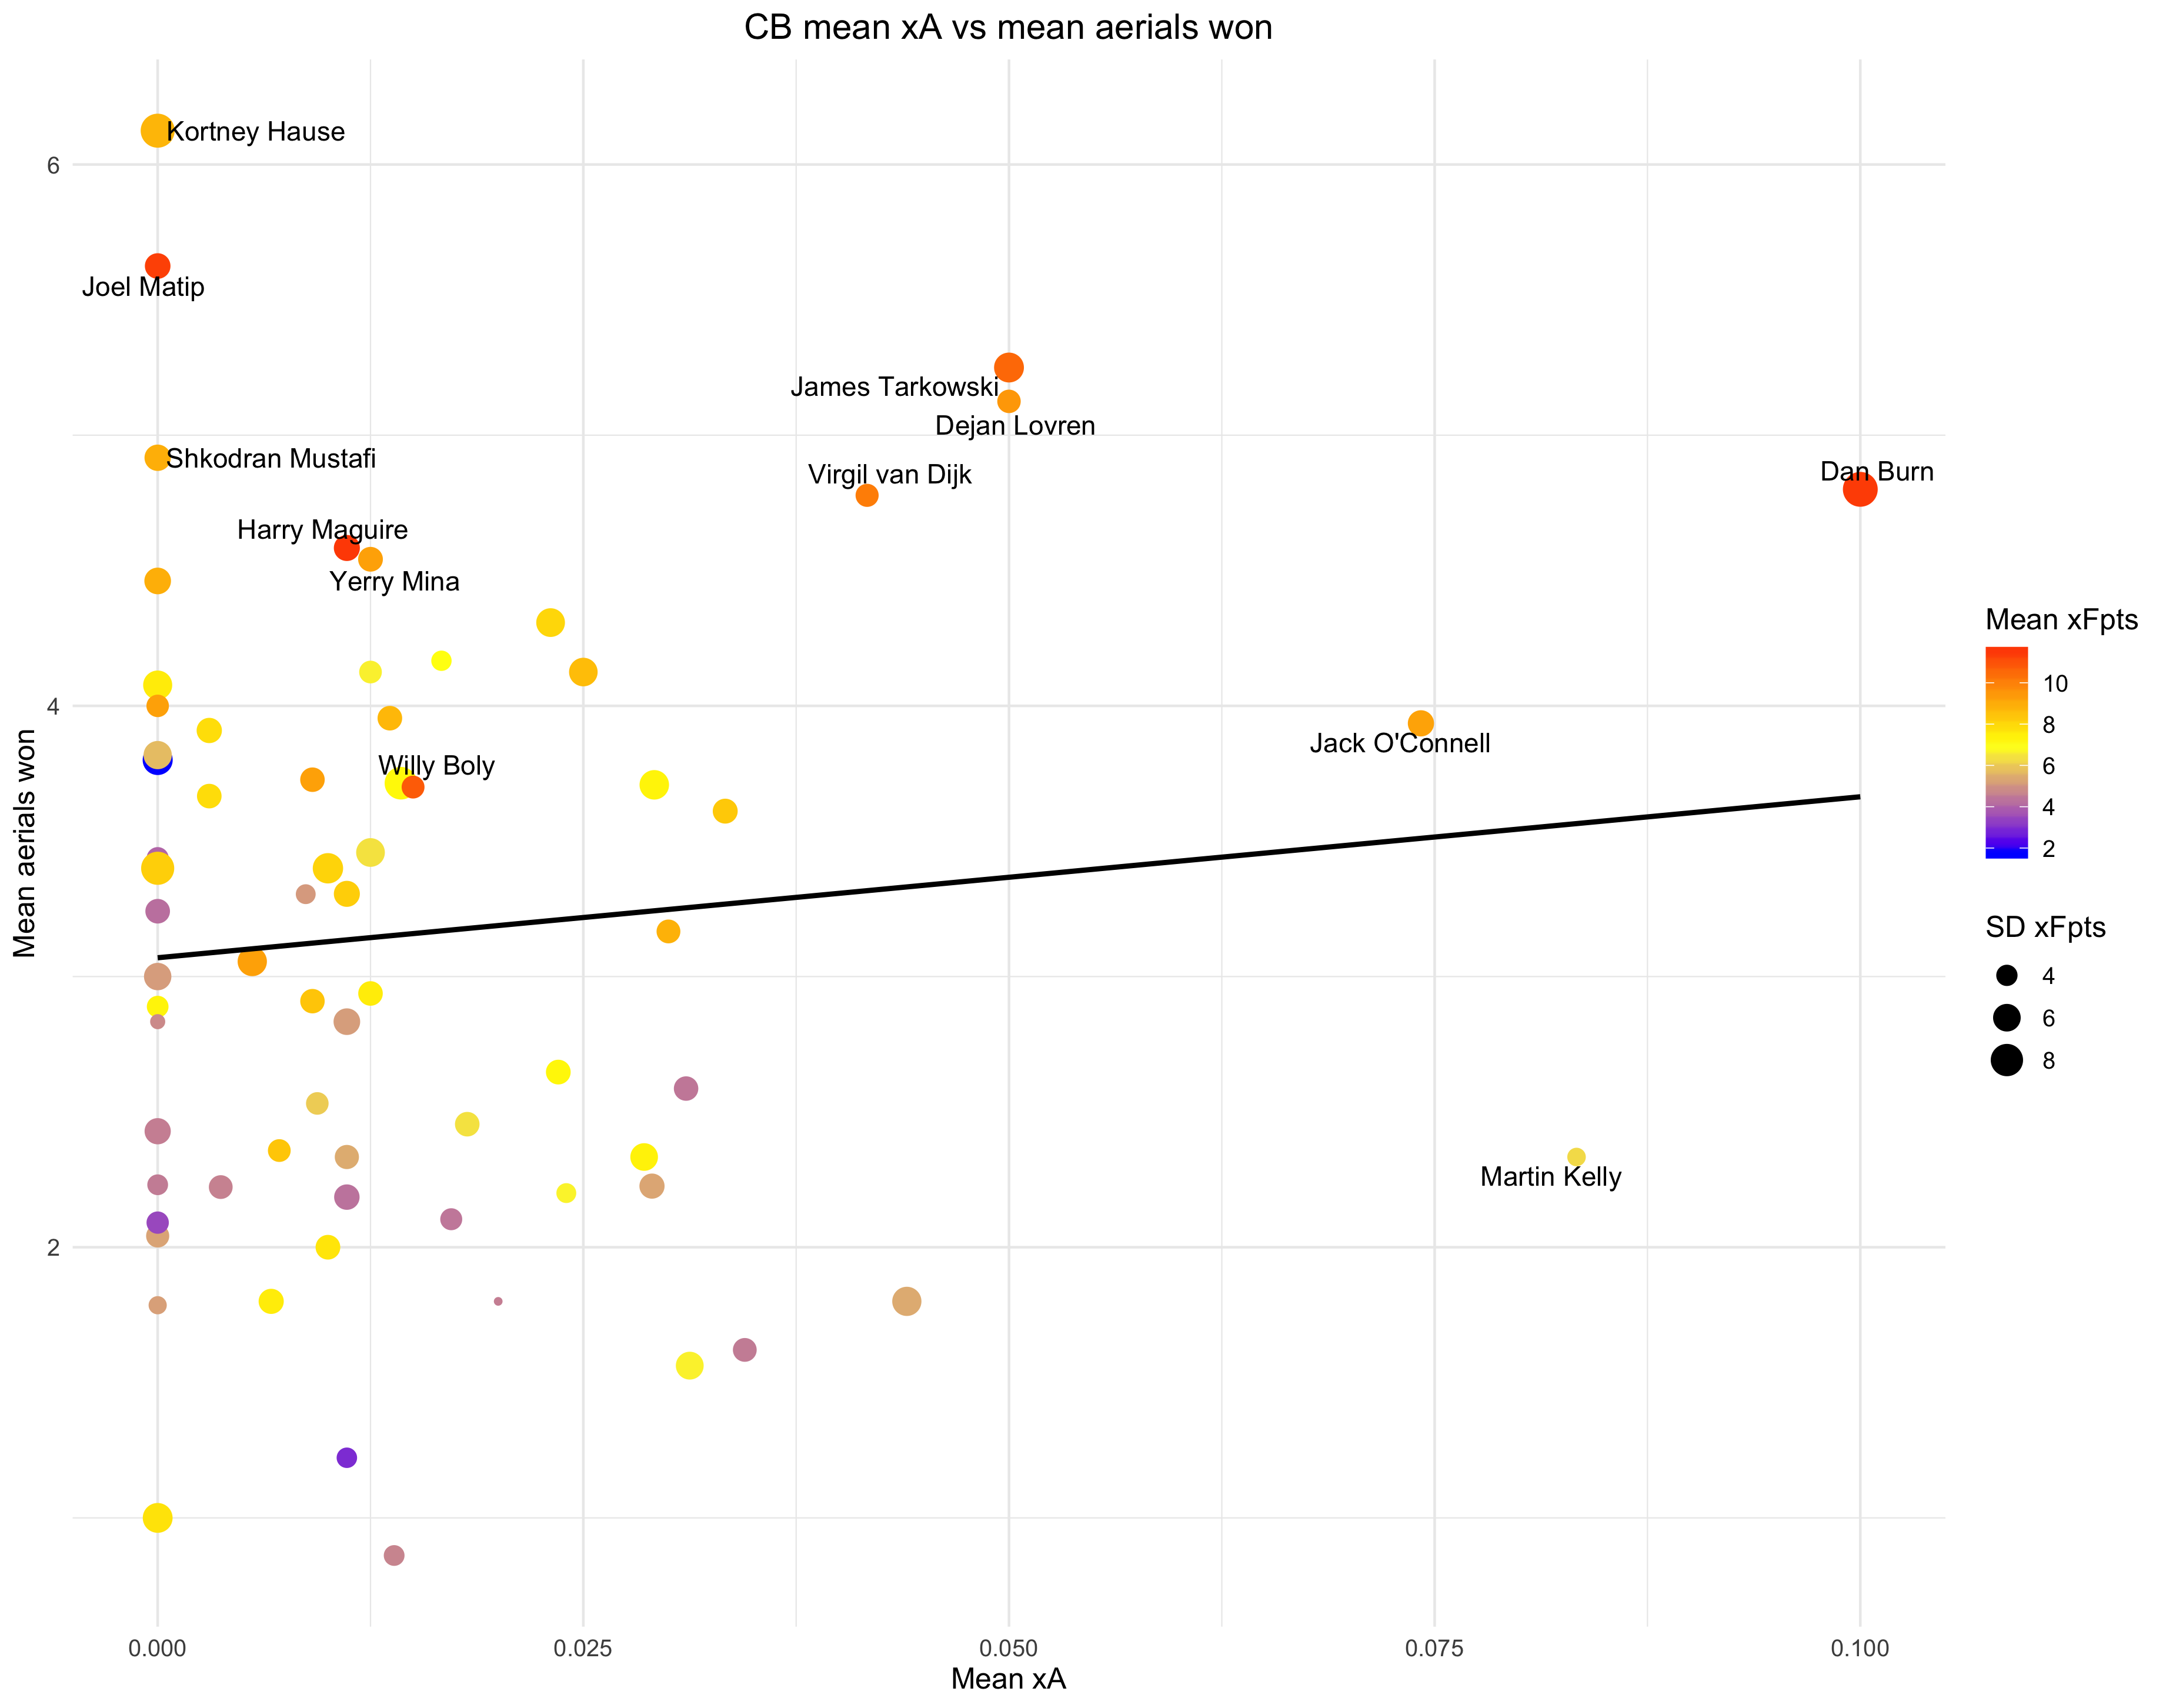 CB mean xA vs mean aerials won
Kortney Hause
6
Joel Matip
James Tarkowski
Dejan Lovren
Shkodran Mustafi
Virgil van Dijk
Dan Burn
Harry Maguire
Yerry Mina
4
Jack O'Connell
Willy Boly
Mean aerials won
Martin Kelly
2
0.000
0.025
0.050
0.075
0.100
Mean xA
Mean xFpts
10
8
6
4
2
SD xFpts
4
6
8